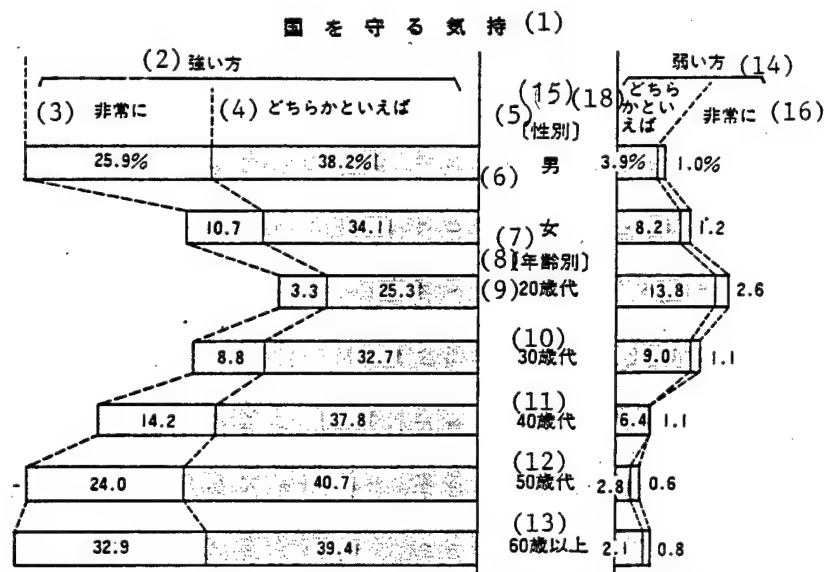 国を守る気持 (1)
(2) 強い方
弱い方 (14)
(3) 非常に
(4) どちらかといえば
(5) (15) (18)
[性別]
どちらかといえば
非常に (16)
25.9% 38.2% (6) 男 3.9% 1.0%
10.7 34.1 (7) 女 8.2 1.2
(8) [年齢別]
3.3 25.3 (9) 20歳代 13.8 2.6
(10)
8.8 32.7 30歳代 9.0 1.1
(11)
14.2 37.8 40歳代 6.4 1.1
(12)
24.0 40.7 50歳代 2.8 0.6
(13)
32.9 39.4 60歳以上 2.1 0.8